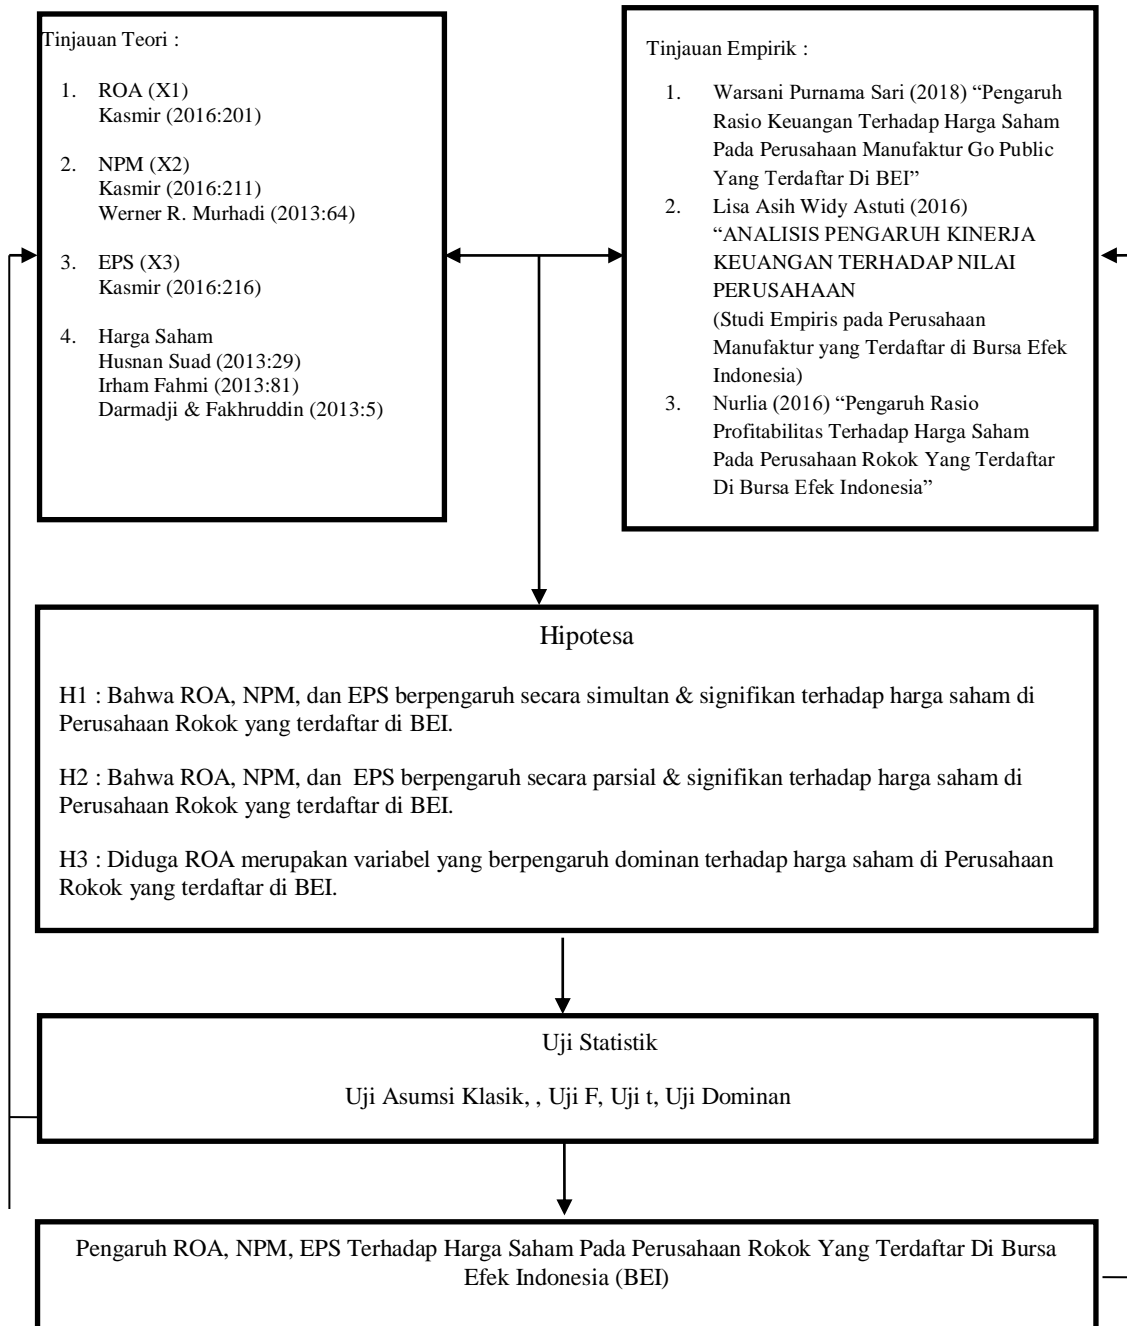 Tinjauan Teori :
1. ROA (X1)
Kasmir (2016:201)
2. NPM (X2)
Kasmir (2016:211)
Werner R. Murhadi (2013:64)
3. EPS (X3)
Kasmir (2016:216)
4. Harga Saham
Husnan Suad (2013:29)
Irham Fahmi (2013:81)
Darmadji & Fakhruddin (2013:5)
Tinjauan Empirik :
1. Warsani Purnama Sari (2018) “Pengaruh
Rasio Keuangan Terhadap Harga Saham
Pada Perusahaan Manufaktur Go Public
Yang Terdaftar Di BEI”
2. Lisa Asih Widy Astuti (2016)
“ANALISIS PENGARUH KINERJA
KEUANGAN TERHADAP NILAI
PERUSAHAAN
(Studi Empiris pada Perusahaan
Manufaktur yang Terdaftar di Bursa Efek
Indonesia)
3. Nurlia (2016) “Pengaruh Rasio
Profitabilitas Terhadap Harga Saham
Pada Perusahaan Rokok Yang Terdaftar
Di Bursa Efek Indonesia”
Hipotesa
H1 : Bahwa ROA, NPM, dan EPS berpengaruh secara simultan & signifikan terhadap harga saham di
Perusahaan Rokok yang terdaftar di BEI.
H2 : Bahwa ROA, NPM, dan EPS berpengaruh secara parsial & signifikan terhadap harga saham di
Perusahaan Rokok yang terdaftar di BEI.
H3 : Diduga ROA merupakan variabel yang berpengaruh dominan terhadap harga saham di Perusahaan
Rokok yang terdaftar di BEI.
Uji Statistik
Uji Asumsi Klasik, , Uji F, Uji t, Uji Dominan
Pengaruh ROA, NPM, EPS Terhadap Harga Saham Pada Perusahaan Rokok Yang Terdaftar Di Bursa
Efek Indonesia (BEI)